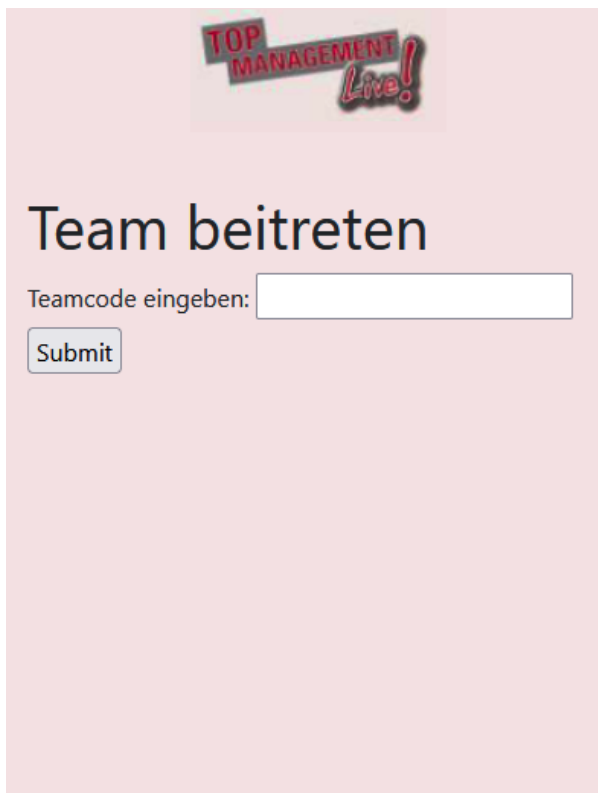 TOP
MANAGEMENT
Live!
Team beitreten
Teamcode eingeben:
Submit